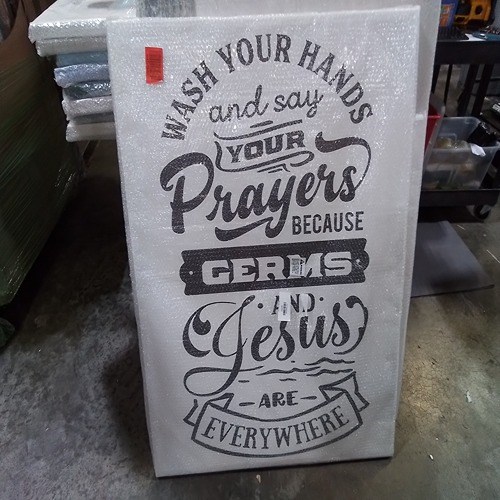 WASH YOUR HANDS
and say
YOUR
Prayers
BECAUSE
GERMS
AND
Jesus
ARE
EVERYWHERE